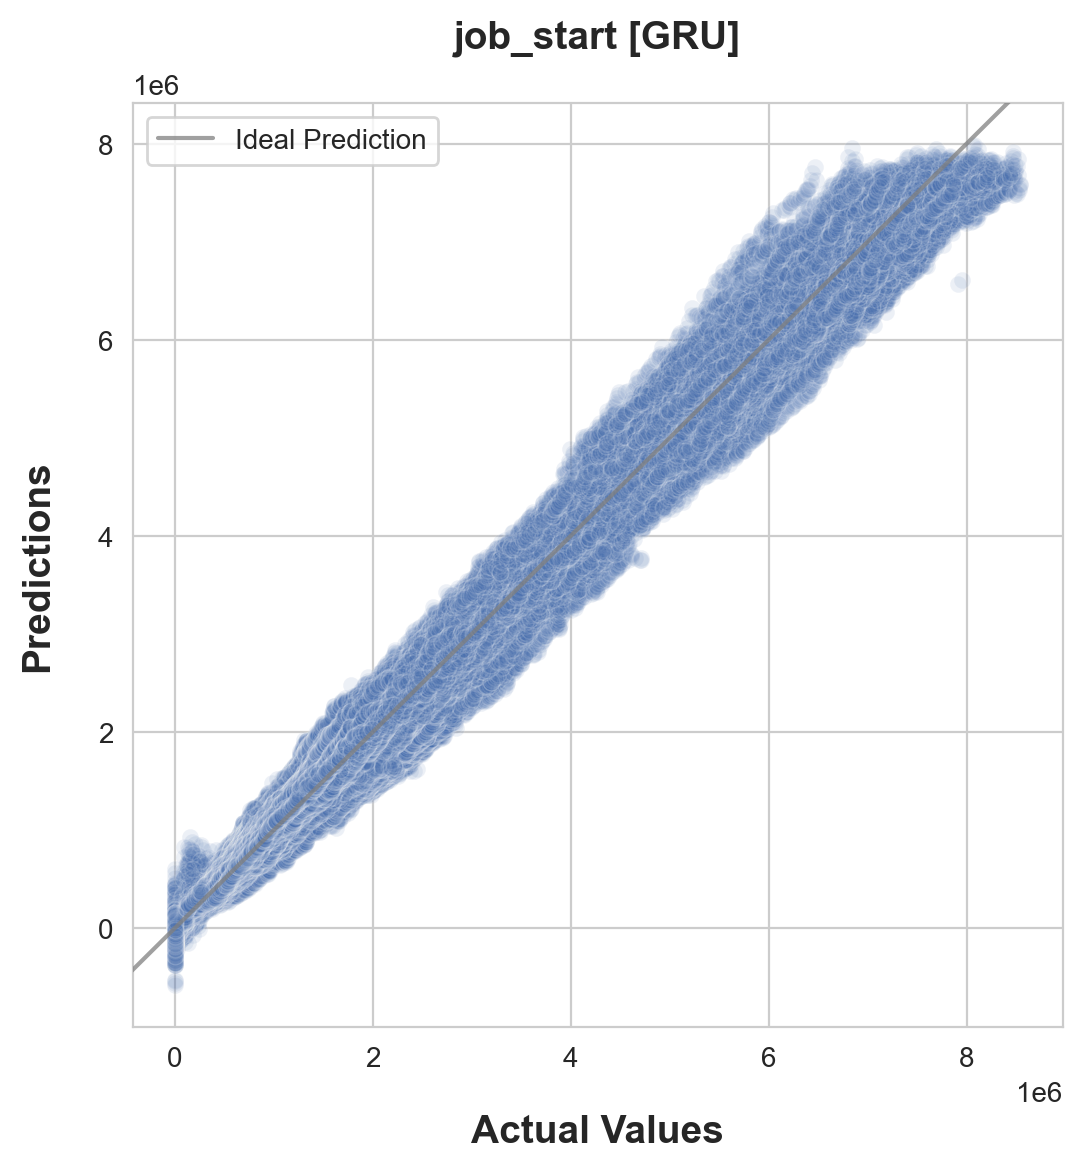 job_start [GRU]
1e6
Ideal Prediction
8
6
4
2
0
Predictions
0 2 4 6 8
1e6
Actual Values